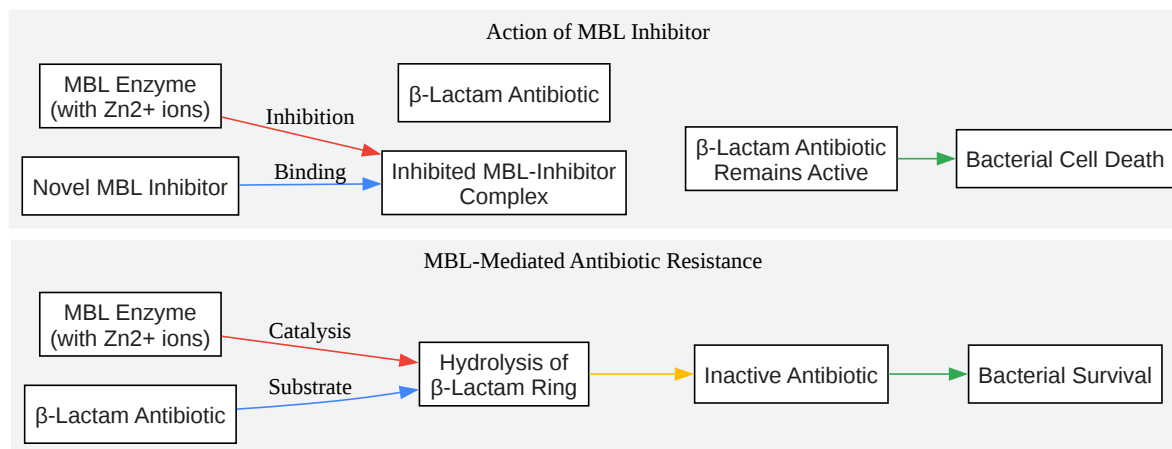 Action of MBL Inhibitor
MBL Enzyme
(with Zn2+ ions)
Inhibition
Novel MBL Inhibitor
Binding
β-Lactam Antibiotic
Inhibited MBL-Inhibitor
Complex
β-Lactam Antibiotic
Remains Active
Bacterial Cell Death
MBL-Mediated Antibiotic Resistance
MBL Enzyme
(with Zn2+ ions)
Catalysis
β-Lactam Antibiotic
Substrate
Hydrolysis of
β-Lactam Ring
Inactive Antibiotic
Bacterial Survival